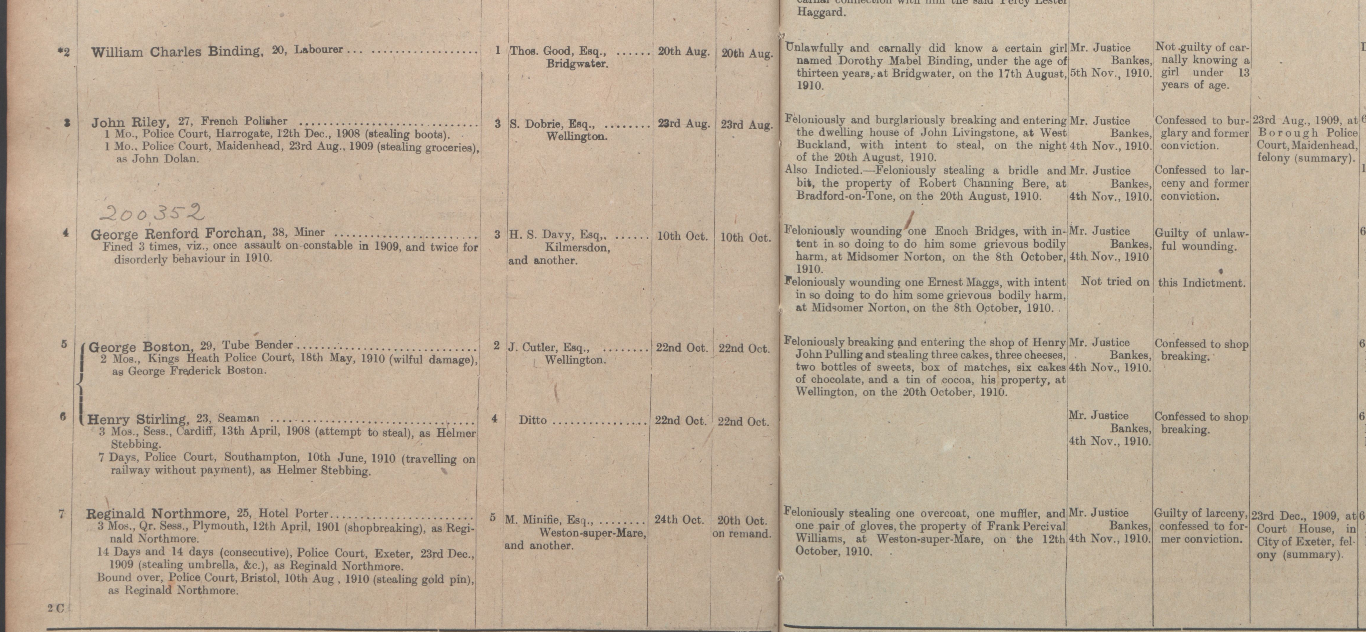 carnal connection with him the said Percy Lester
Haggard.
*2 William Charles Binding, 20, Labourer ... ....................
1 Thos. Good, Esq., ......
Bridgwater.
20th Aug.
20th Aug.
Unlawfully and carnally did know a certain girl
named Dorothy Mabel Binding, under the age of
thirteen years, at Bridgwater, on the 17th August,
1910.
Mr. Justice
Bankes,
5th Nov., 1910.
Not guilty of car-
nally knowing a
girl under 13
years of age.
3 John Riley, 27, French Polisher ..............................
1 Mo., Police Court, Harrogate, 12th Dec., 1908 (stealing boots).
1 Mo., Police Court, Maidenhead, 23rd Aug., 1909 (stealing groceries),
as John Dolan.
3 S. Dobrie, Esq., ........
Wellington.
23rd Aug.
23rd Aug.
Feloniously and burglariously breaking and entering
the dwelling house of John Livingstone, at West
Buckland, with intent to steal, on the night
of the 20th August, 1910.
Mr. Justice
Bankes,
4th Nov., 1910.
Confessed to bur-
glary and former
conviction.
23rd Aug., 1909, at
Borough Police
Court, Maidenhead,
felony (summary).
Also Indicted.—Feloniously stealing a bridle and
bit, the property of Robert Channing Bere, at
Bradford-on-Tone, on the 20th August, 1910.
Mr. Justice
Bankes,
4th Nov., 1910.
Confessed to lar-
ceny and former
conviction.
200,352
4 George Renford Forchan, 38, Miner ......................
Fined 3 times, viz., once assault on constable in 1909, and twice for
disorderly behaviour in 1910.
3 H. S. Davy, Esq,. ......
Kilmersdon,
and another.
10th Oct.
10th Oct.
Feloniously wounding one Enoch Bridges, with in-
tent in so doing to do him some grievous bodily
harm, at Midsomer Norton, on the 8th October,
1910.
Mr. Justice
Bankes,
4th Nov., 1910
Guilty of unlaw-
ful wounding.
Feloniously wounding one Ernest Maggs, with intent
in so doing to do him some grievous bodily harm,
at Midsomer Norton, on the 8th October, 1910. .
Not tried on this Indictment.
5 George Boston, 29, Tube Bender ............................
2 Mos., Kings Heath Police Court, 18th May, 1910 (wilful damage),
as George Frederick Boston.
2 J. Cutler, Esq., ........
Wellington.
22nd Oct.
22nd Oct.
Feloniously breaking and entering the shop of Henry
John Pulling and stealing three cakes, three cheeses,
two bottles of sweets, box of matches, six cakes
of chocolate, and a tin of cocoa, his property, at
Wellington, on the 20th October, 1910.
Mr. Justice
Bankes,
4th Nov., 1910.
Confessed to shop
breaking.
6 Henry Stirling, 23, Seaman ................................
3 Mos., Sess., Cardiff, 13th April, 1908 (attempt to steal), as Helmer
Stebbing.
7 Days, Police Court, Southampton, 10th June, 1910 (travelling on
railway without payment), as Helmer Stebbing.
4 Ditto ................
22nd Oct.
22nd Oct.
Mr. Justice
Bankes,
4th Nov., 1910.
Confessed to shop
breaking.
7 Reginald Northmore, 25, Hotel Porter......................
3 Mos., Qr. Sess., Plymouth, 12th April, 1901 (shopbreaking), as Regi-
nald Northmore.
14 Days and 14 days (consecutive), Police Court, Exeter, 23rd Dec.,
1909 (stealing umbrella, &c.), as Reginald Northmore.
Bound over, Police Court, Bristol, 10th Aug , 1910 (stealing gold pin),
as Reginald Northmore.
5 M. Minifie, Esq., ........
Weston-super-Mare,
and another.
24th Oct.
20th Oct.
on remand.
Feloniously stealing one overcoat, one muffler, and
one pair of gloves, the property of Frank Percival
Williams, at Weston-super-Mare, on the 12th
October, 1910.
Mr. Justice
Bankes,
4th Nov., 1910.
Guilty of larceny,
confessed to for-
mer conviction.
23rd Dec., 1909, at
Court House, in
City of Exeter, fel-
ony (summary).
2 C